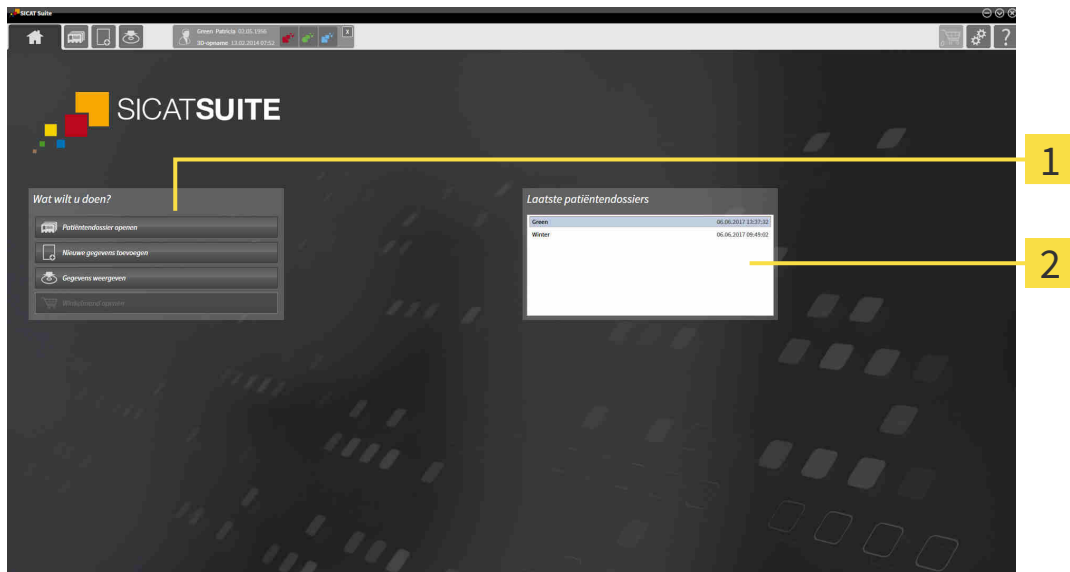 SICAT Suite
Green Patricia 02.05.1956
3D-opname 13.02.2014 07:52
X
?
SICATSUITE
1
Wat wilt u doen?
Patiëntendossier openen
Nieuwe gegevens toevoegen
Gegevens weergeven
Winkelmand openen
Laatste patiëntendossiers
Green 06.06.2017 13:37:32
Winter 06.06.2017 09:49:02
2